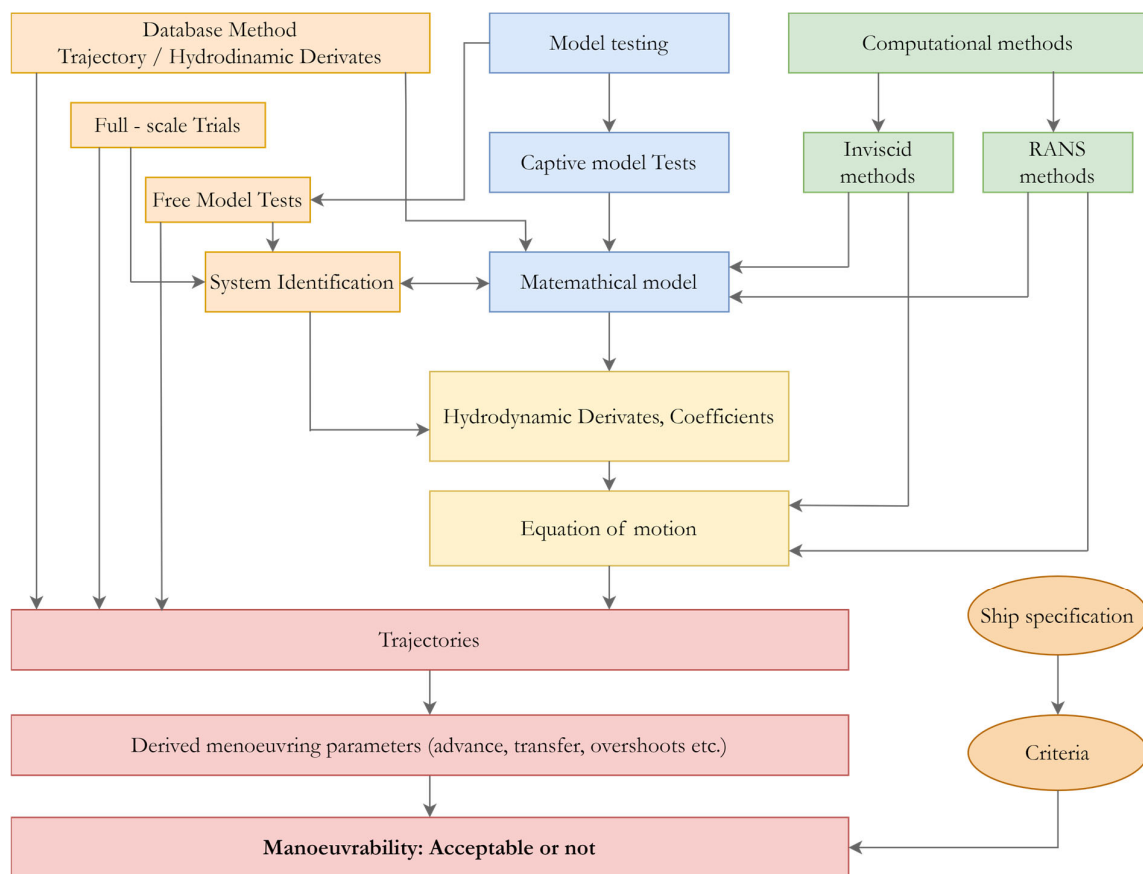 Database Method
Trajectory / Hydrodinamic Derivates
Model testing
Computational methods
Full - scale Trials
Captive model Tests
Inviscid
methods
RANS
methods
Free Model Tests
System Identification
Matemathical model
Hydrodynamic Derivates, Coefficients
Equation of motion
Trajectories
Ship specification
Derived menoeuvring parameters (advance, transfer, overshoots etc.)
Criteria
Manoeuvrability: Acceptable or not